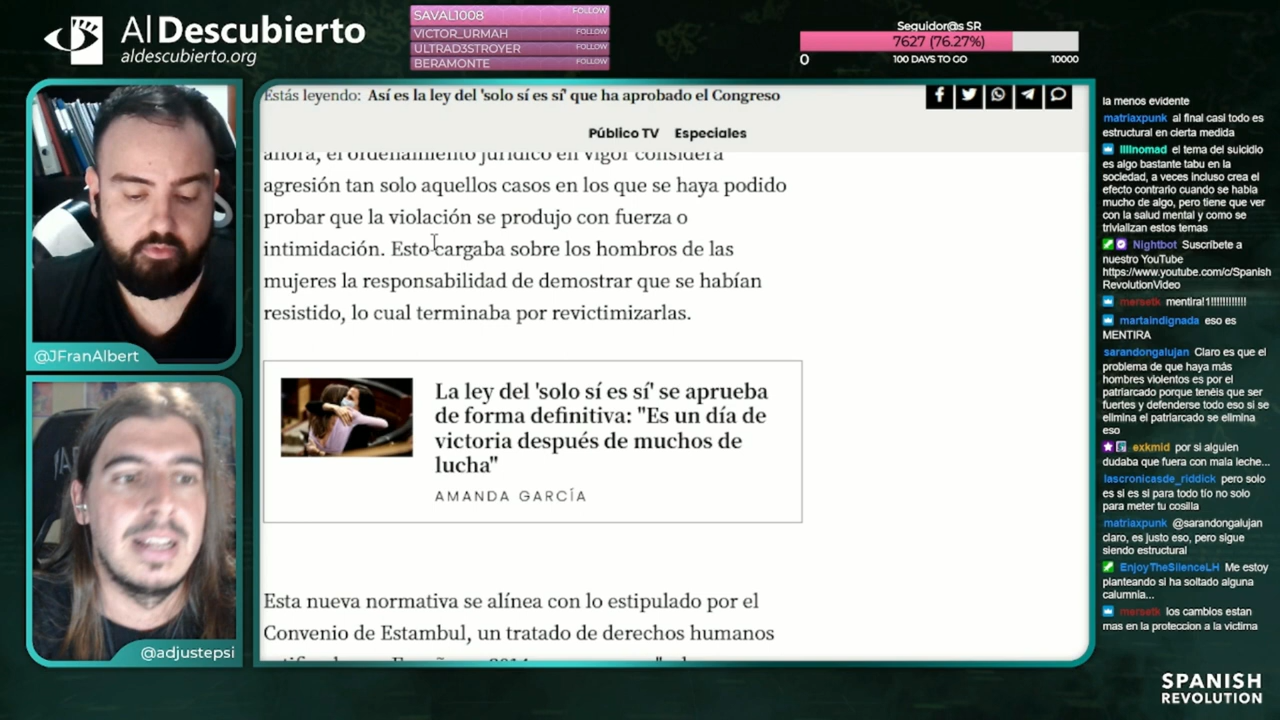 Al Descubierto
aldescubierto.org
SAVAL1008 FOLLOW
VICTOR_URMAH FOLLOW
ULTRAD3STROYER FOLLOW
BERAMONTE FOLLOW
Seguidor@s SR
7627 (76.27%)
0 100 DAYS TO GO 10000
@JFranAlbert
@adjustepsi
Estás leyendo: Así es la ley del 'solo sí es sí' que ha aprobado el Congreso
Público TV Especiales
ahora, el ordenamiento jurídico en vigor considera
agresión tan solo aquellos casos en los que se haya podido
probar que la violación se produjo con fuerza o
intimidación. Esto cargaba sobre los hombros de las
mujeres la responsabilidad de demostrar que se habían
resistido, lo cual terminaba por revictimizarlas.
La ley del 'solo sí es sí' se aprueba
de forma definitiva: "Es un día de
victoria después de muchos de
lucha"
AMANDA GARCÍA
Esta nueva normativa se alínea con lo estipulado por el
Convenio de Estambul, un tratado de derechos humanos
la menos evidente
matriaxpunk al final casi todo es
estructural en cierta medida
llllnomad el tema del suicidio
es algo bastante tabu en la
sociedad, a veces incluso crea el
efecto contrario cuando se habla
mucho de algo, pero tiene que ver
con la salud mental y como se
trivializan estos temas
Nightbot Suscríbete a
nuestro YouTube
https://www.youtube.com/c/Spanish
RevolutionVideo
mersetk mentira!1!!!!!!!!!!!!
martaindignada eso es
MENTIRA
sarandongalujan Claro es que el
problema de que haya más
hombres violentos es por el
patriarcado porque tenéis que ser
fuertes y defenderse todo eso si se
elimina el patriarcado se elimina
eso
exkmid por si alguien
dudaba que fuera con mala leche...
lascronicasde_riddick pero solo
es si es si para todo tío no solo
para meter tu cosilla
matriaxpunk @sarandongalujan
claro, es justo eso, pero sigue
siendo estructural
EnjoyTheSilenceLH Me estoy
planteando si ha soltado alguna
calumnia...
mersetk los cambios estan
mas en la proteccion a la victima
SPANISH
REVOLUTION